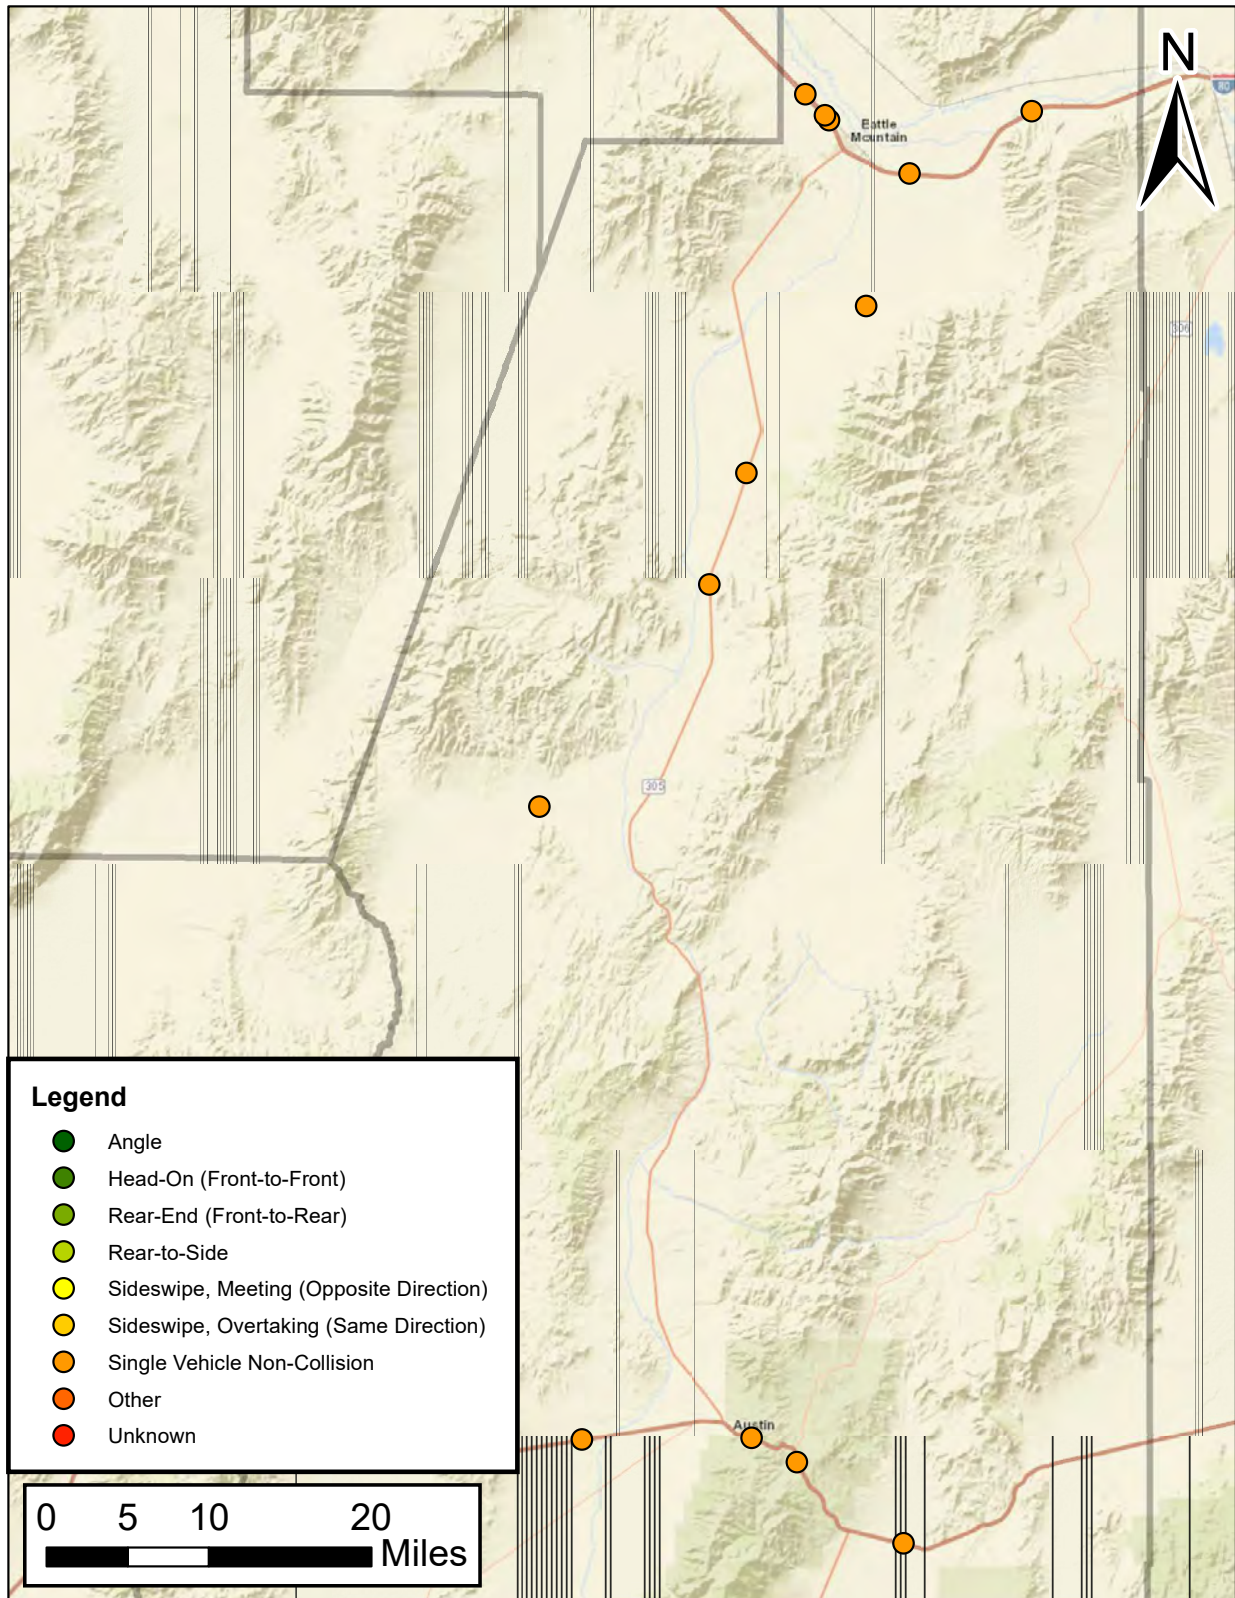 N
80
Battle
Mountain
306
305
Austin
Legend
Angle
Head-On (Front-to-Front)
Rear-End (Front-to-Rear)
Rear-to-Side
Sideswipe, Meeting (Opposite Direction)
Sideswipe, Overtaking (Same Direction)
Single Vehicle Non-Collision
Other
Unknown
0 5 10 20
Miles